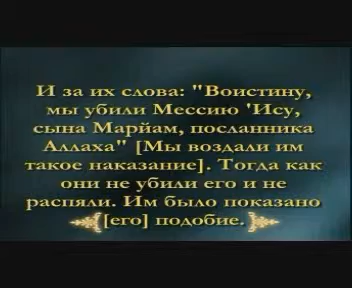 И за их слова: "Воистину,
мы убили Мессию 'Ису,
сына Марйам, посланника
Аллаха" [Мы воздали им
такое наказание]. Тогда как
они не убили его и не
распяли. Им было показано
[его] подобие.